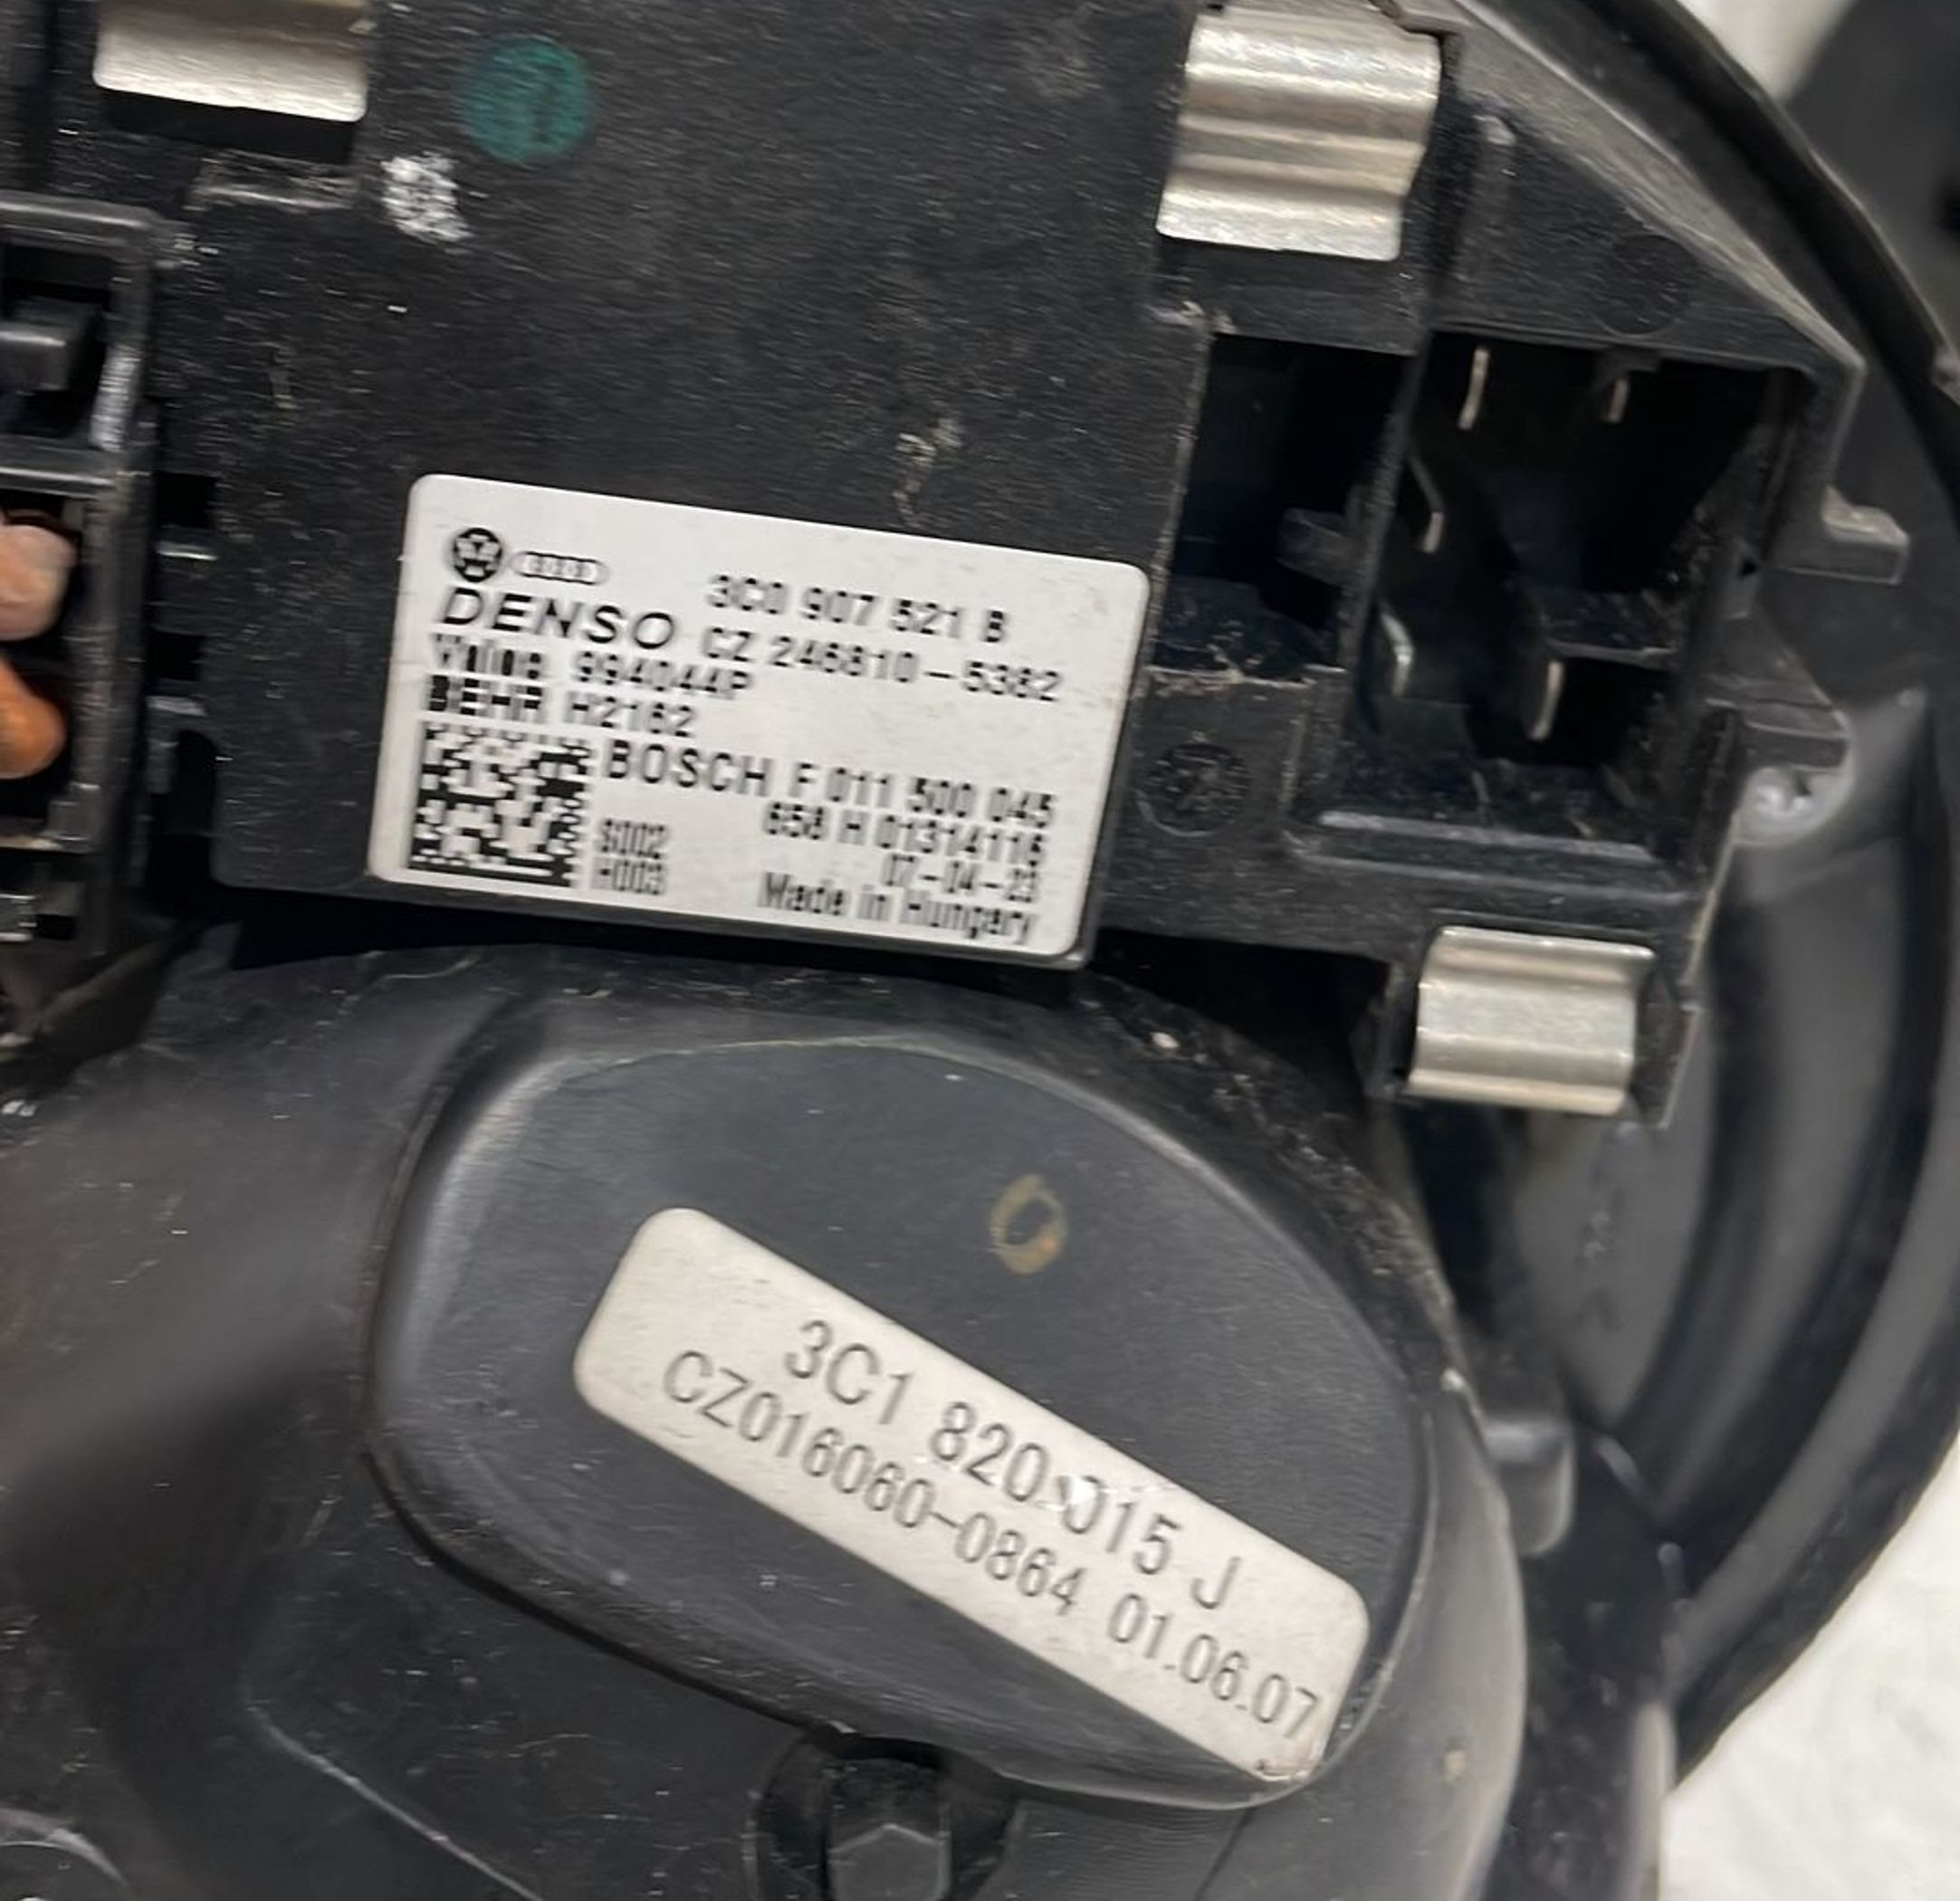 3C0 907 521 B
DENSO CZ 246810-5382
Valeo 994044P
BEHR H2162
BOSCH F 011 500 045
658 H 01314116
S002 07-04-23
H003 Made in Hungary
3C1 820 015 J
CZ016060-0864 01.06.07